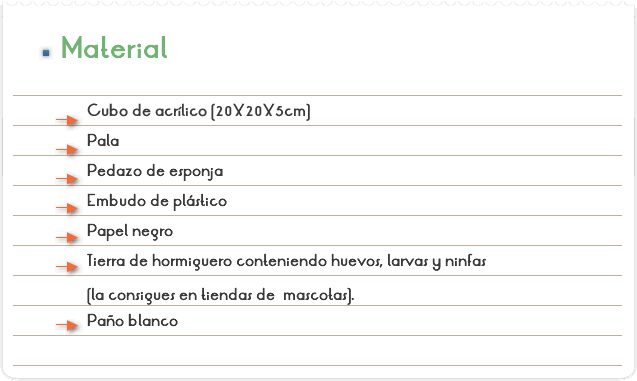 Material
Cubo de acrílico (20X20X5cm)
Pala
Pedazo de esponja
Embudo de plástico
Papel negro
Tierra de hormiguero conteniendo huevos, larvas y ninfas
(la consigues en tiendas de mascotas).
Paño blanco